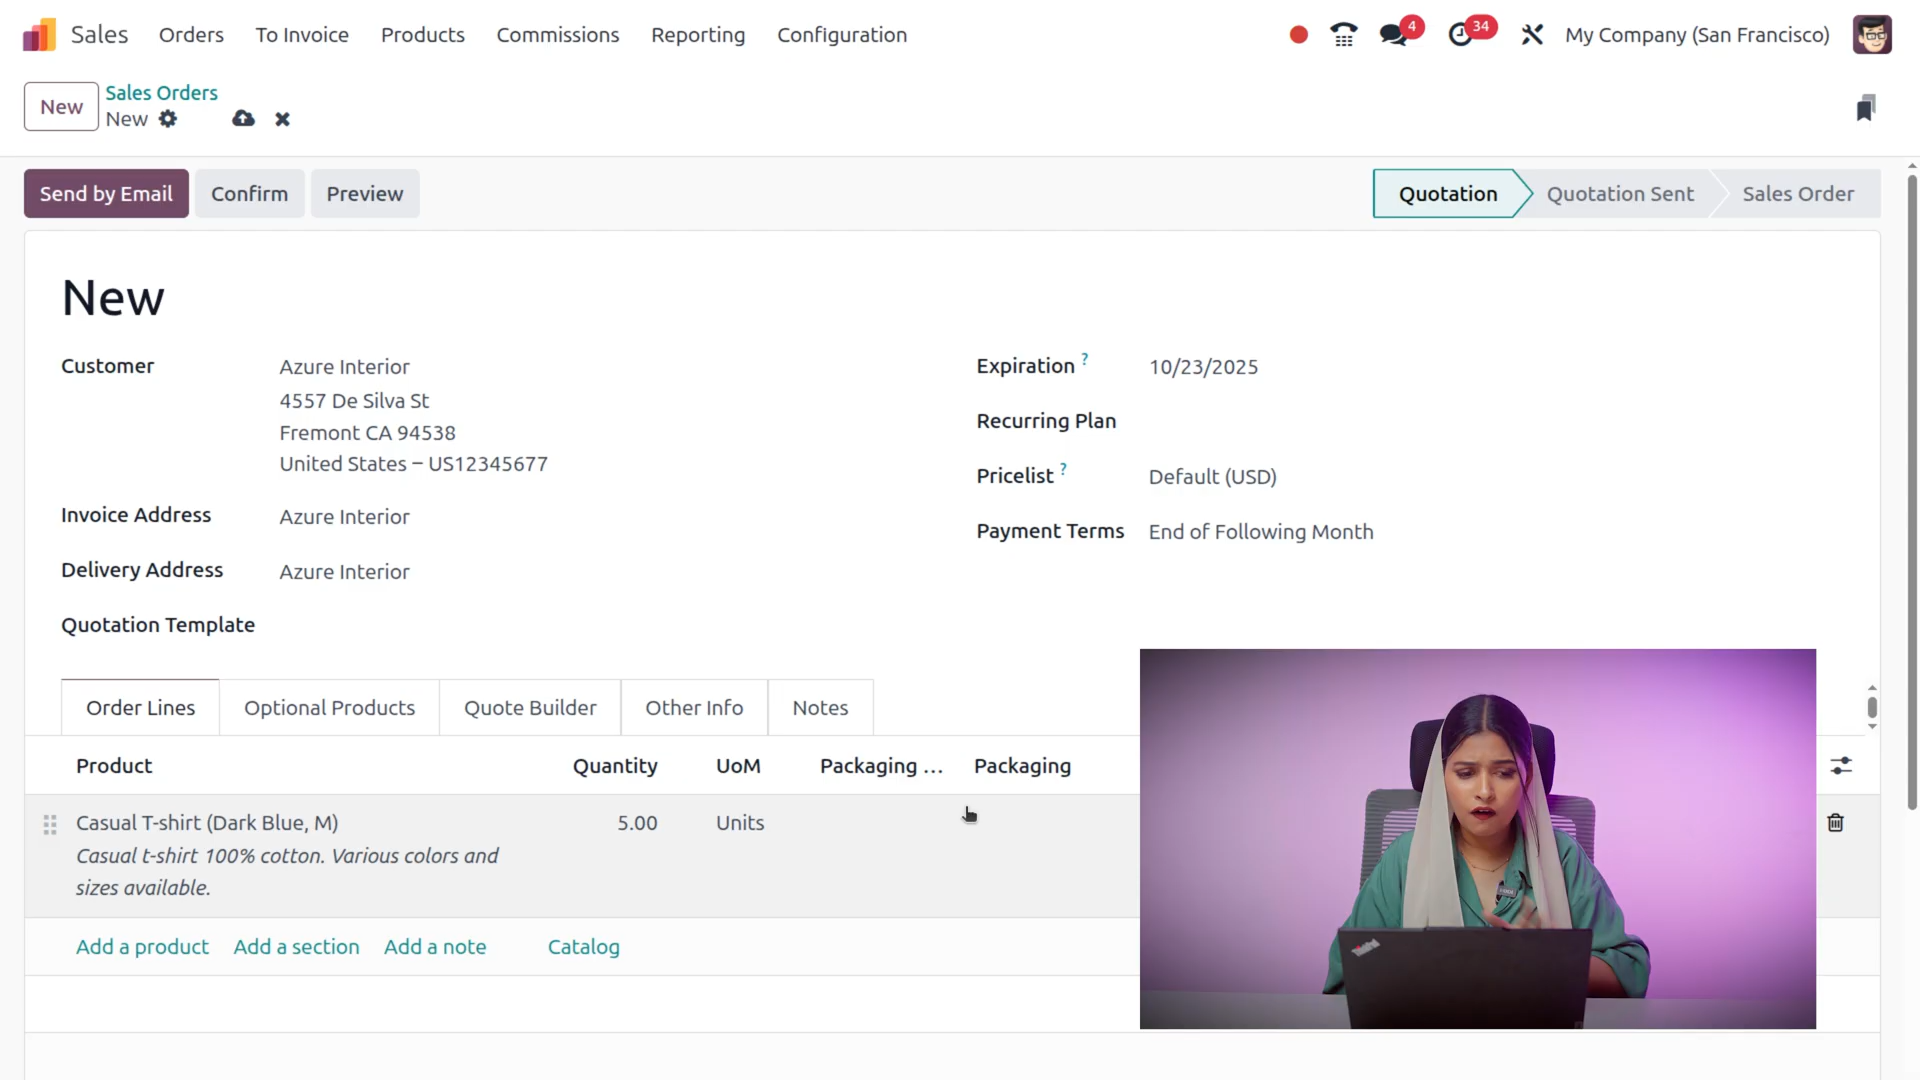 Sales Orders To Invoice Products Commissions Reporting Configuration 4 34 My Company (San Francisco)
New Sales Orders
New
Send by Email Confirm Preview Quotation Quotation Sent Sales Order
New
Customer Azure Interior Expiration ? 10/23/2025
4557 De Silva St
Fremont CA 94538 Recurring Plan
United States – US12345677 Pricelist ? Default (USD)
Invoice Address Azure Interior Payment Terms End of Following Month
Delivery Address Azure Interior
Quotation Template
Order Lines Optional Products Quote Builder Other Info Notes
Product Quantity UoM Packaging ... Packaging
Casual T-shirt (Dark Blue, M) 5.00 Units
Casual t-shirt 100% cotton. Various colors and
sizes available.
Add a product Add a section Add a note Catalog